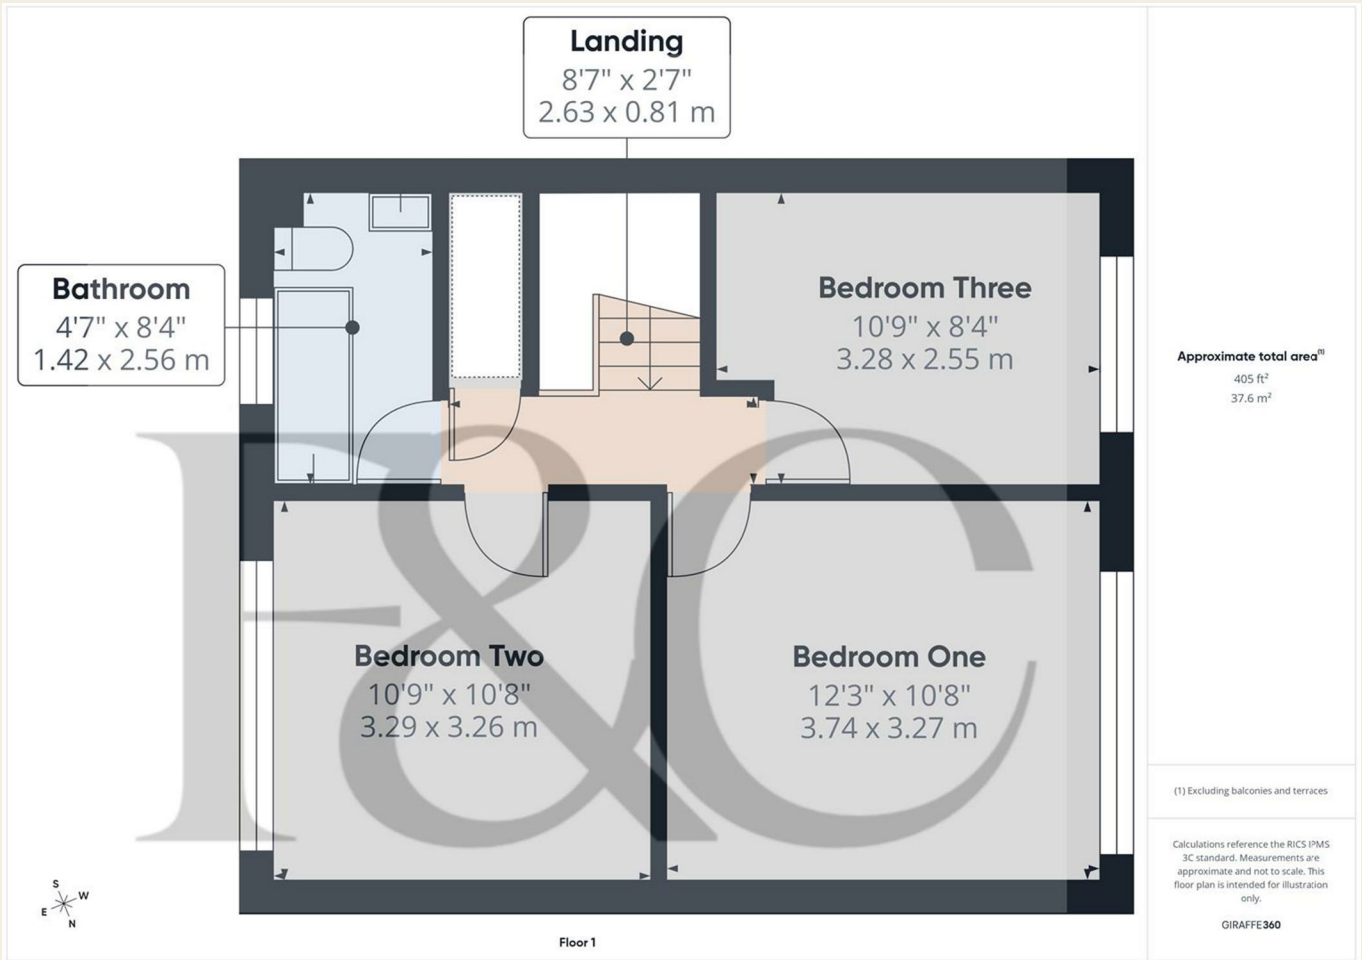 Landing
8'7" x 2'7"
2.63 x 0.81 m
Bathroom
4'7" x 8'4"
1.42 x 2.56 m
Bedroom Three
10'9" x 8'4"
3.28 x 2.55 m
Bedroom Two
10'9" x 10'8"
3.29 x 3.26 m
Bedroom One
12'3" x 10'8"
3.74 x 3.27 m
F&C
Approximate total area(1)
405 ft²
37.6 m²
(1) Excluding balconies and terraces
Calculations reference the RICS IPMS
3C standard. Measurements are
approximate and not to scale. This
floor plan is intended for illustration
only.
GIRAFFE360
S
W
E
N
Floor 1